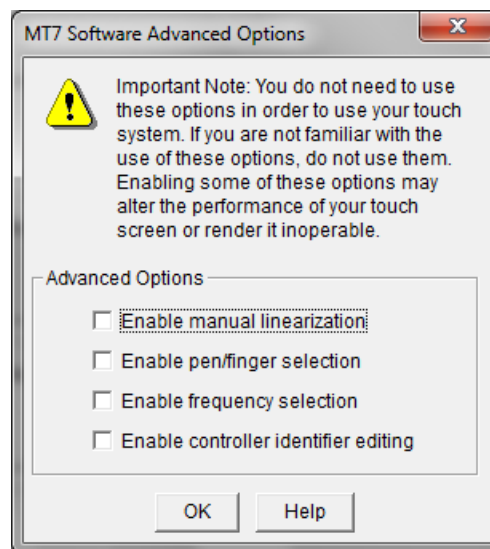 MT7 Software Advanced Options
Important Note: You do not need to use
these options in order to use your touch
system. If you are not familiar with the
use of these options, do not use them.
Enabling some of these options may
alter the performance of your touch
screen or render it inoperable.
Advanced Options
Enable manual linearization
Enable pen/finger selection
Enable frequency selection
Enable controller identifier editing
OK
Help